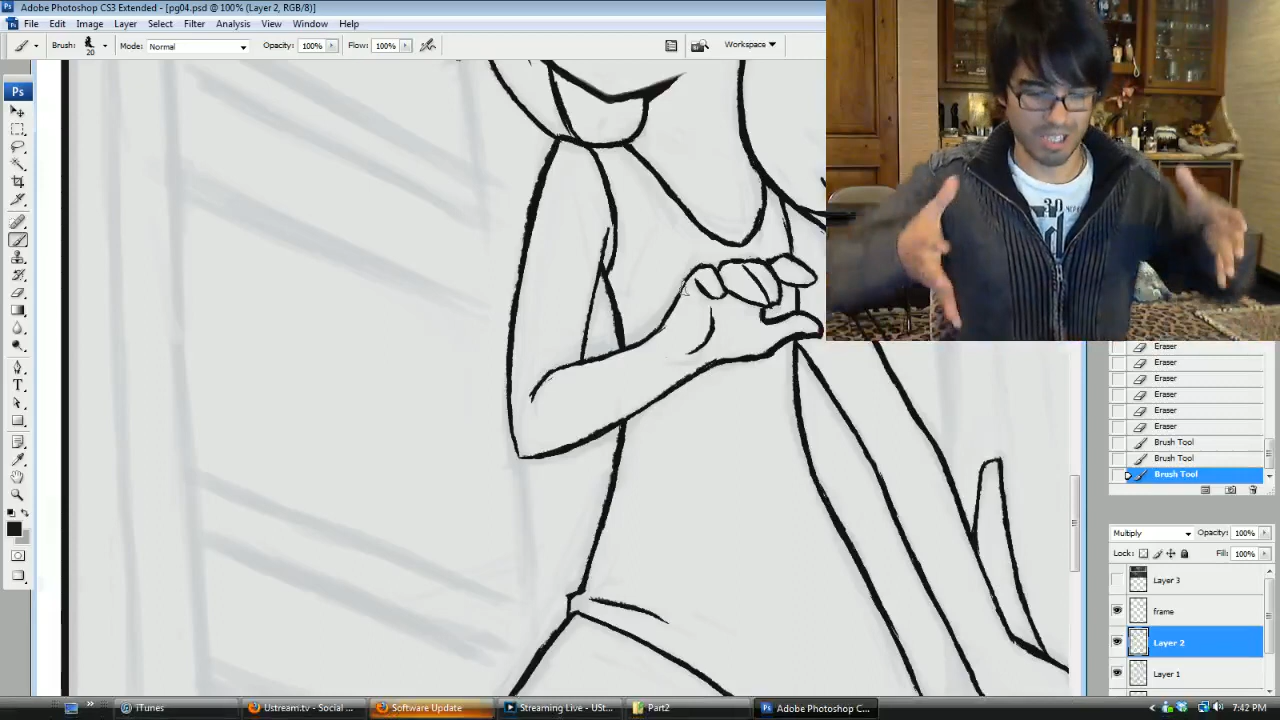 Adobe Photoshop CS3 Extended - [pg04.psd @ 100% (Layer 2, RGB/8)]
File Edit Image Layer Select Filter Analysis View Window Help
Brush: 20 Mode: Normal Opacity: 100% Flow: 100% Workspace
Ps
30
Eraser
Eraser
Eraser
Eraser
Eraser
Eraser
Brush Tool
Brush Tool
Brush Tool
Multiply Opacity: 100%
Lock: Fill: 100%
Layer 3
frame
Layer 2
Layer 1
iTunes Ustream.tv - Social ... Software Update Streaming Live - USt... Part2 Adobe Photoshop C... 7:42 PM